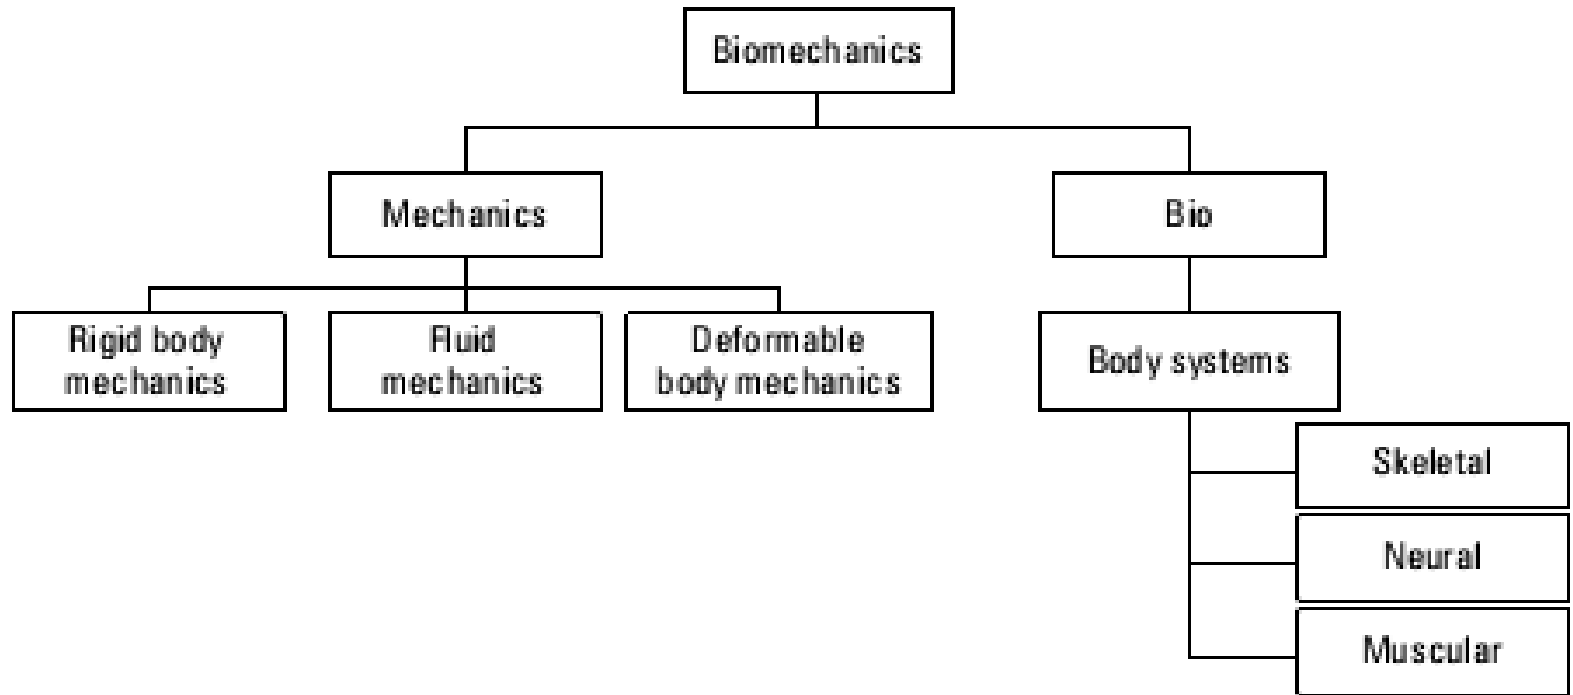 Biomechanics
Mechanics
Bio
Rigid body
mechanics
Fluid
mechanics
Deformable
body mechanics
Body systems
Skeletal
Neural
Muscular